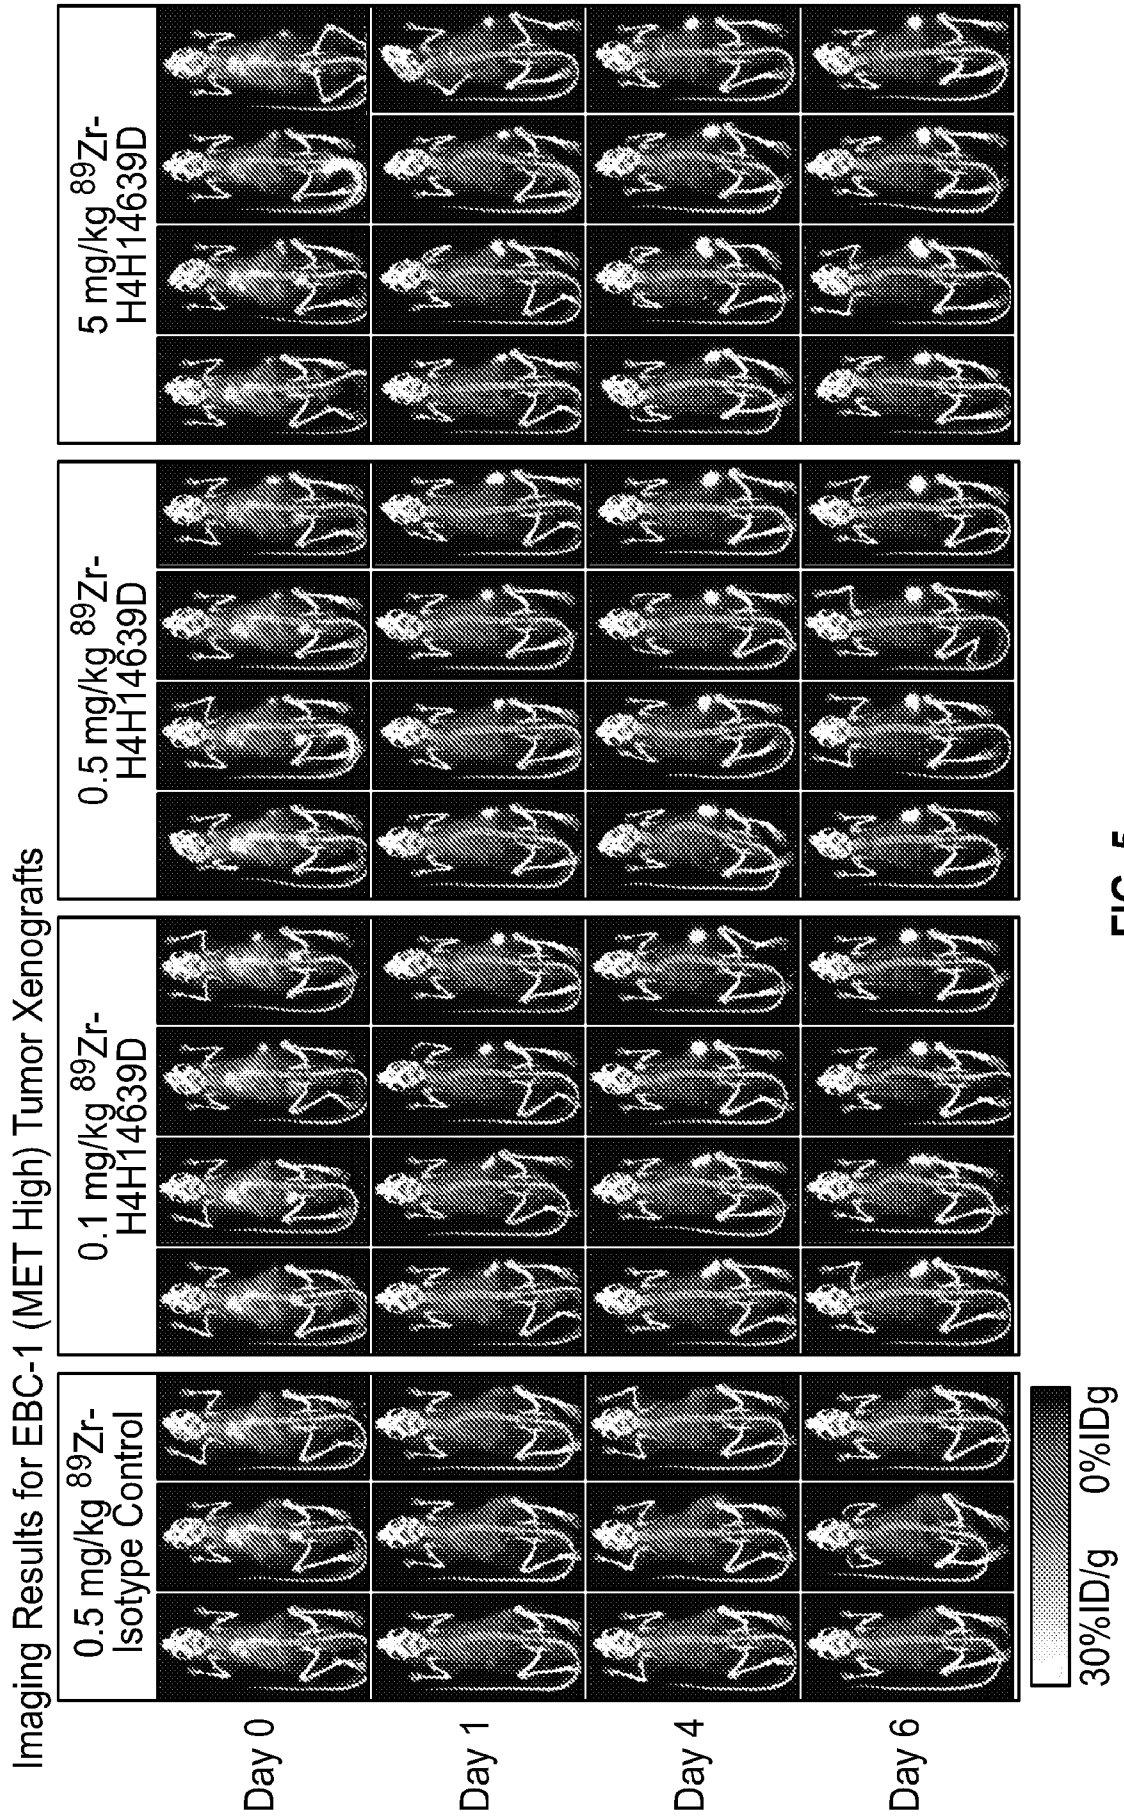 Imaging Results for EBC-1 (MET High) Tumor Xenografts
0.5 mg/kg ⁸⁹Zr-
Isotype Control
0.1 mg/kg ⁸⁹Zr-
H4H14639D
0.5 mg/kg ⁸⁹Zr-
H4H14639D
5 mg/kg ⁸⁹Zr-
H4H14639D
Day 0
Day 1
Day 4
Day 6
30%ID/g 0%IDg